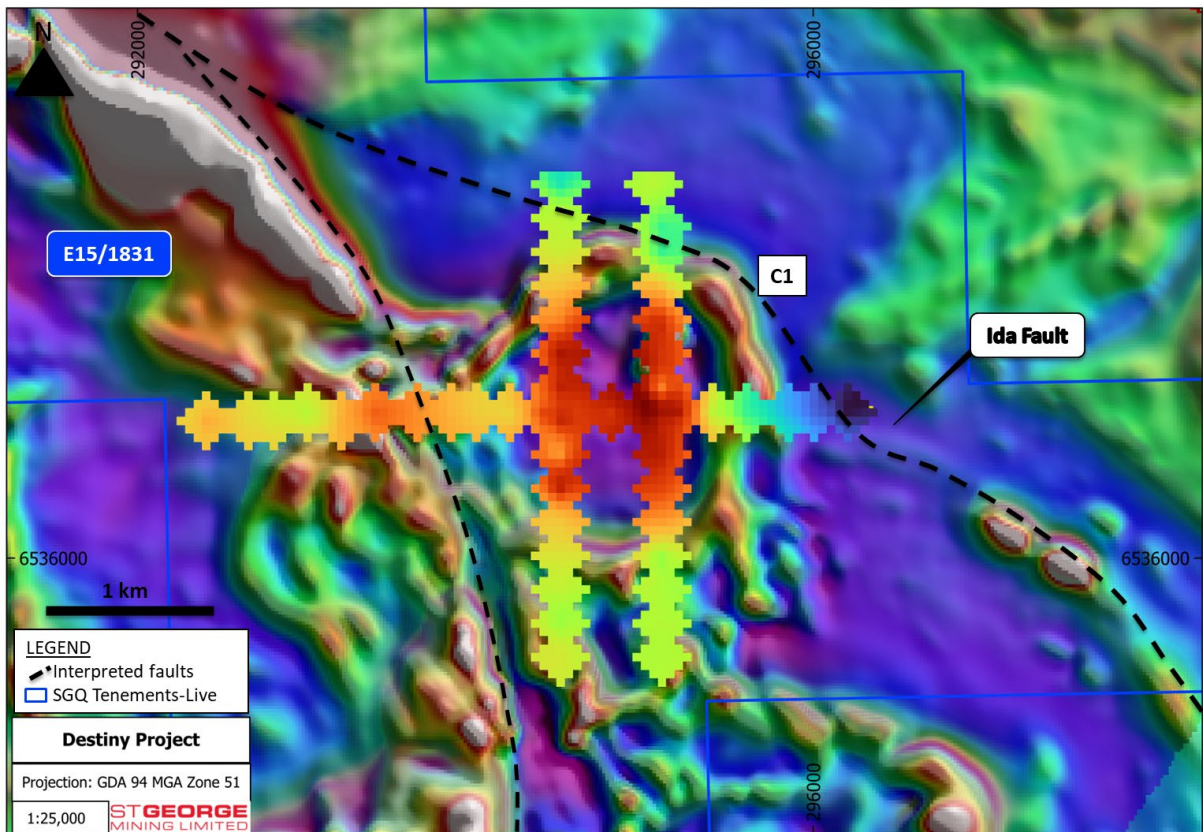 N
292000
296000
E15/1831
C1
Ida Fault
6536000
6536000
1 km
LEGEND
Interpreted faults
SGQ Tenements-Live
Destiny Project
Projection: GDA 94 MGA Zone 51
1:25,000
STGEORGE
MINING LIMITED
296000